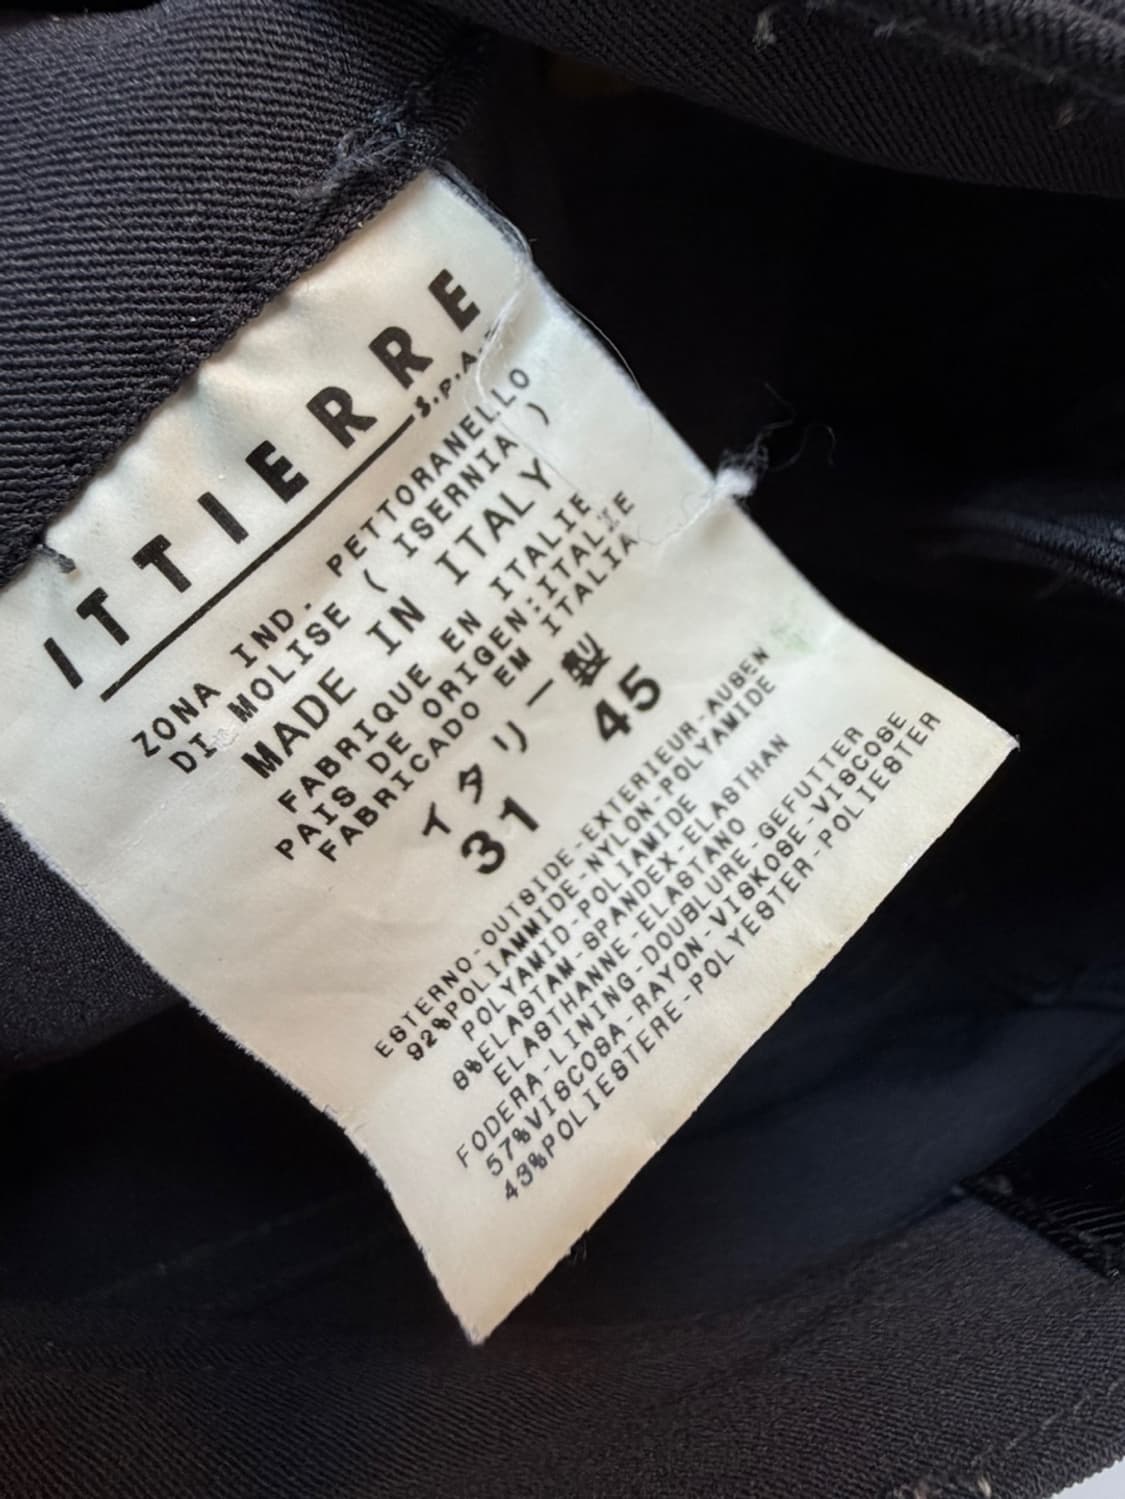 ITTIERRE
S.P.A.
ZONA IND. PETTORANELLO
DI MOLISE ( ISERNIA )
MADE IN ITALY
FABRIQUE EN ITALIE
PAIS DE ORIGEN:ITALIE
FABRICADO EM ITALIA
イタリー製
31 45
ESTERNO-OUTSIDE-EXTERIEUR-AUBEN
92%POLIAMMIDE-NYLON-POLYAMIDE
POLYAMID-POLIAMIDE
8%ELASTAM-SPANDEX-ELASTHAN
ELASTHANNE-ELASTANO
FODERA-LINING-DOUBLURE-GEFUTTER
57%VISCOSA-RAYON-VISKOSE-VISCOSE
43%POLIESTERE-POLYESTER-POLIESTER